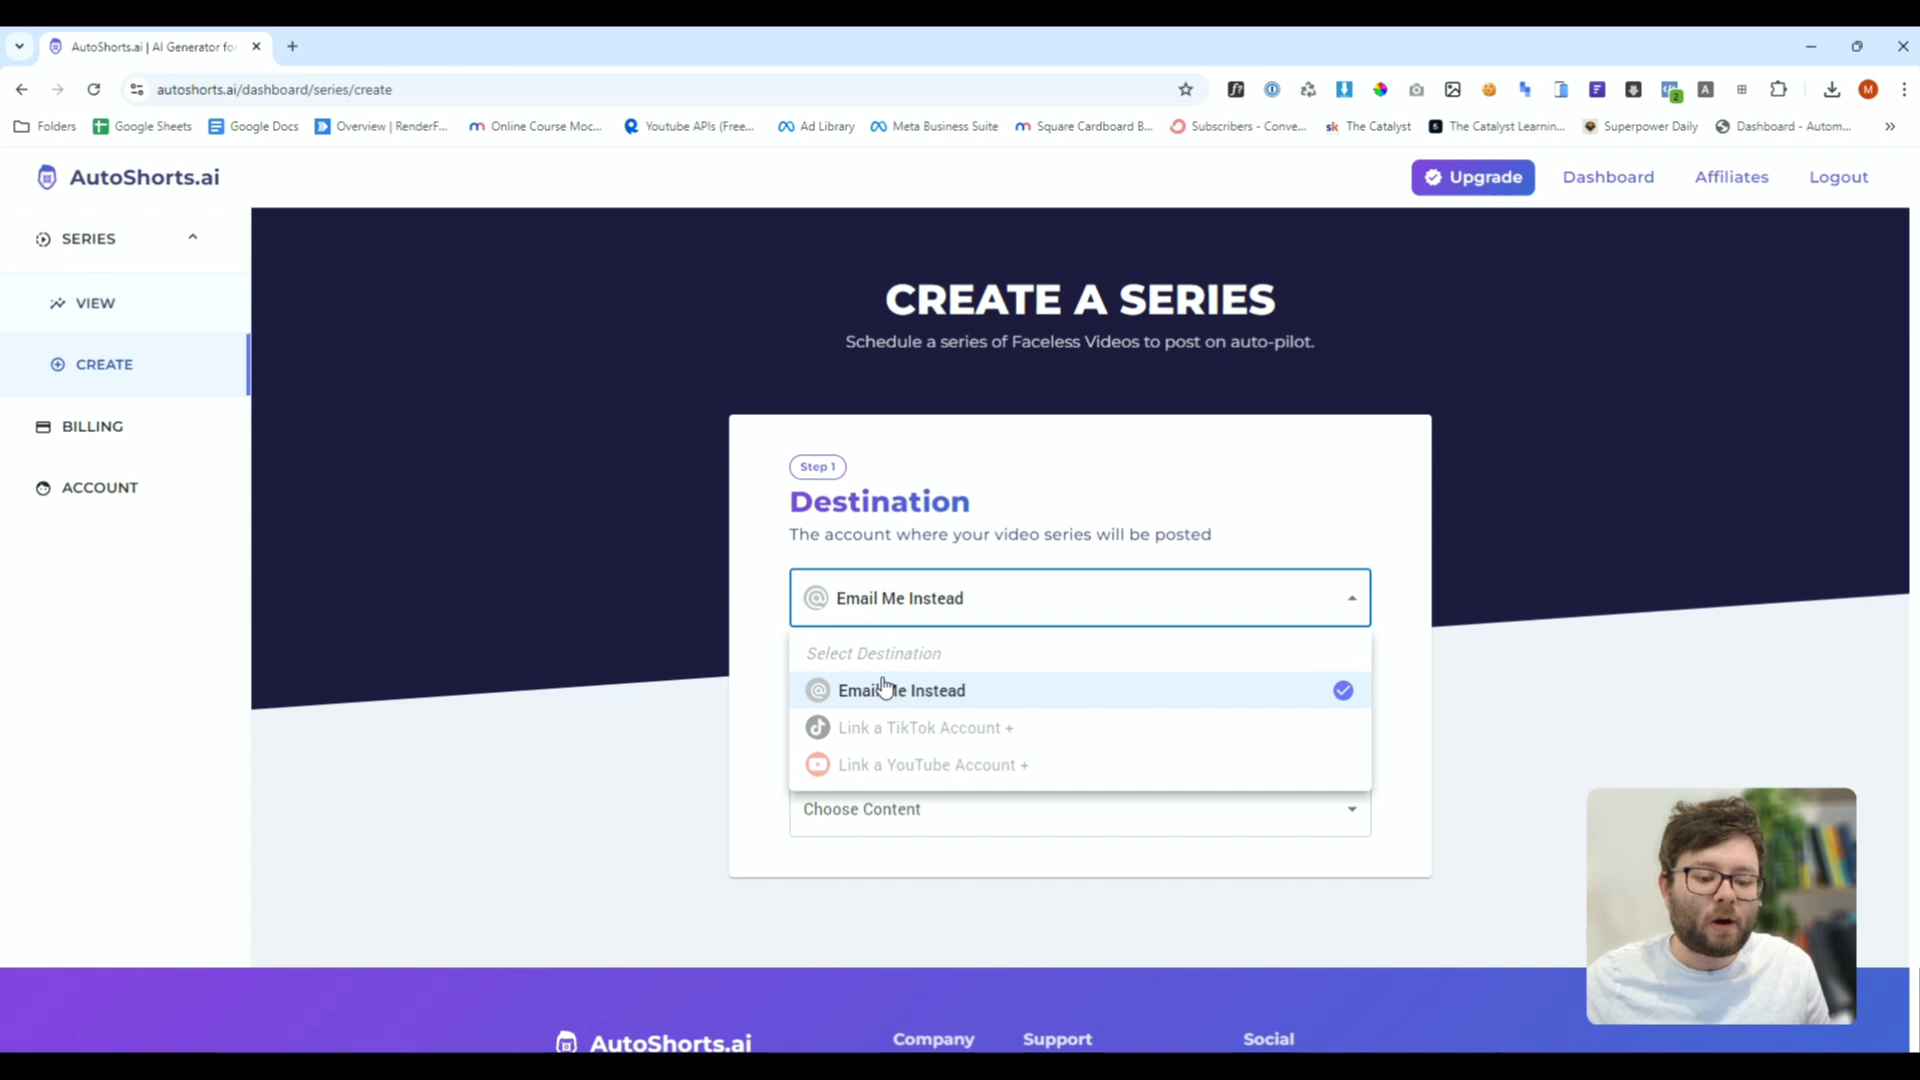 AutoShorts.ai | AI Generator fo
autoshorts.ai/dashboard/series/create
Folders
Google Sheets
Google Docs
Overview | RenderF...
Online Course Moc...
Youtube APIs (Free...
Ad Library
Meta Business Suite
Square Cardboard B...
Subscribers - Conve...
sk The Catalyst
The Catalyst Learnin...
Superpower Daily
Dashboard - Autom...
AutoShorts.ai
Upgrade
Dashboard
Affiliates
Logout
SERIES
VIEW
CREATE
BILLING
ACCOUNT
CREATE A SERIES
Schedule a series of Faceless Videos to post on auto-pilot.
Step 1
Destination
The account where your video series will be posted
Email Me Instead
Select Destination
Email Me Instead
Link a TikTok Account +
Link a YouTube Account +
Choose Content
AutoShorts.ai
Company
Support
Social